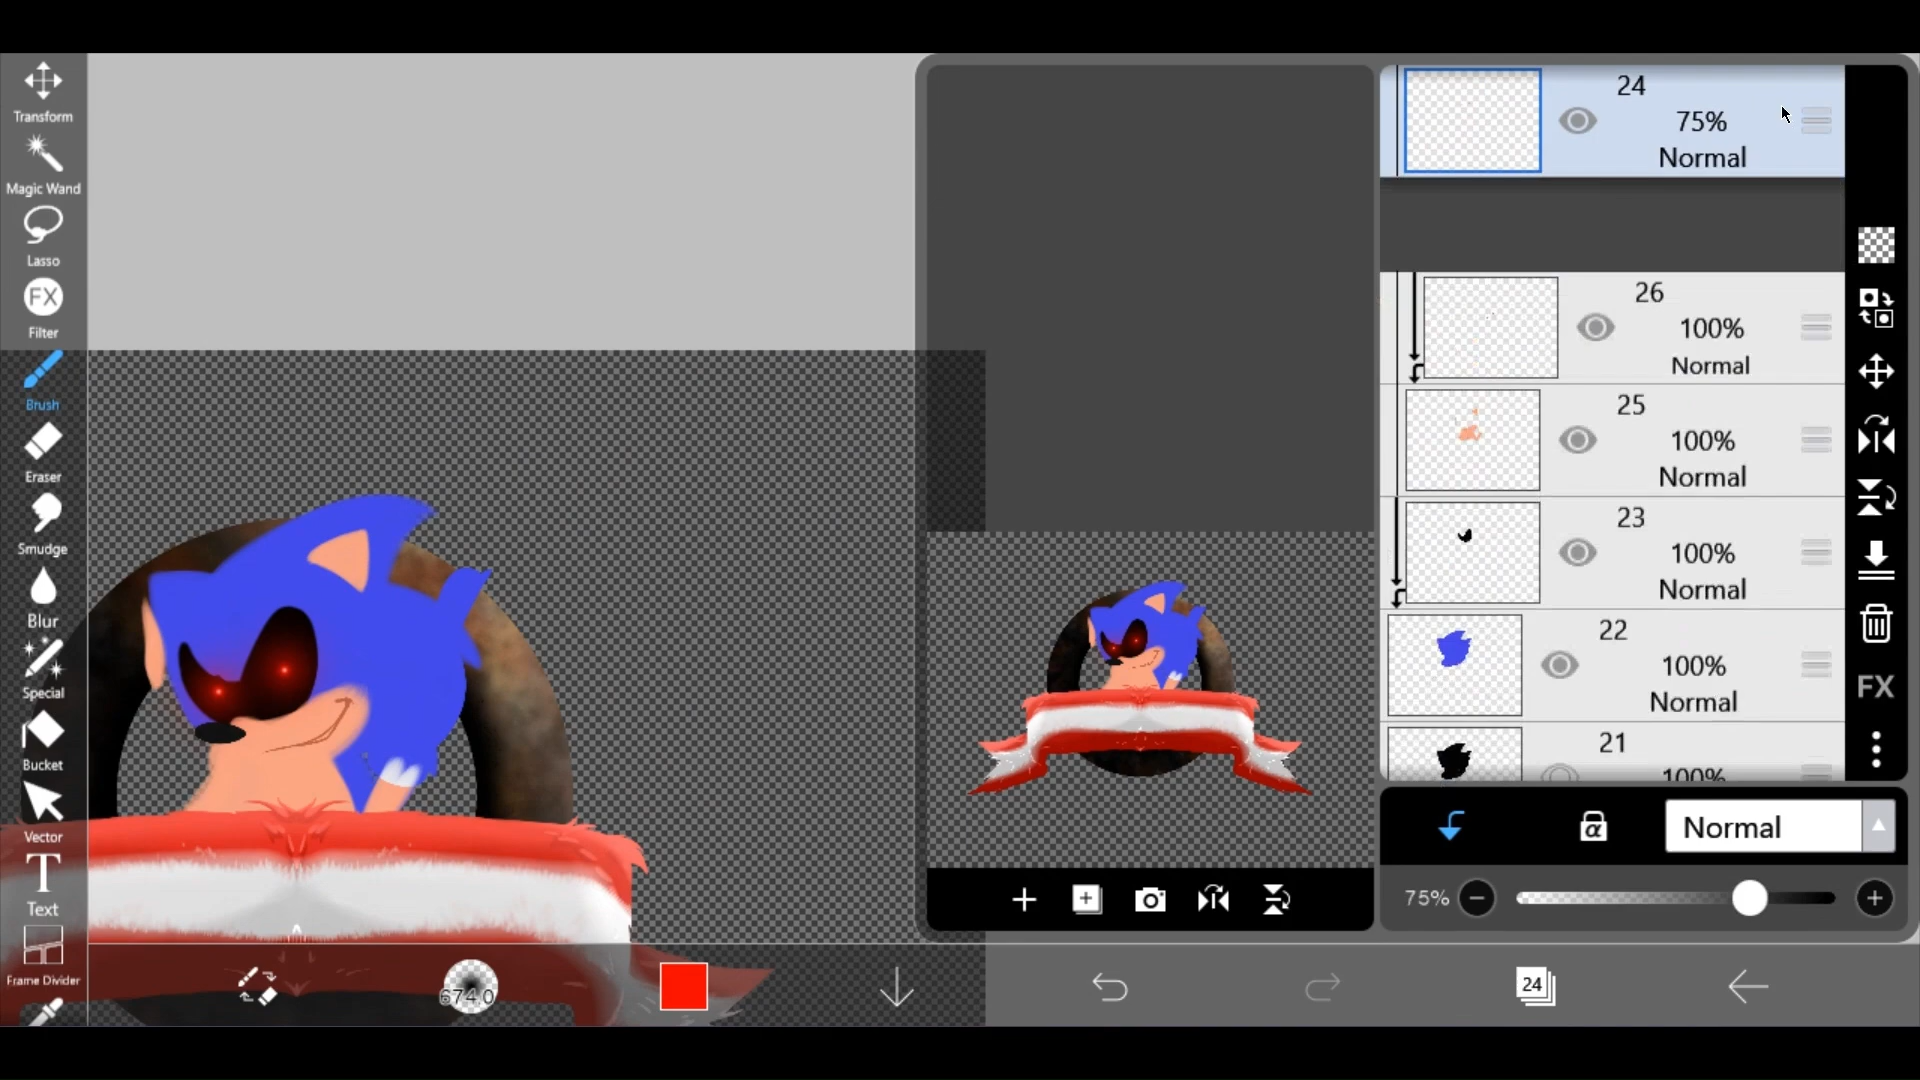 Transform
Magic Wand
Lasso
FX
Filter
Brush
Eraser
Smudge
Blur
Special
Bucket
Vector
T
Text
Frame Divider
674.0
24
75%
Normal
26
100%
Normal
25
100%
Normal
23
100%
Normal
22
100%
Normal
21
100%
FX
α
Normal
75%
24